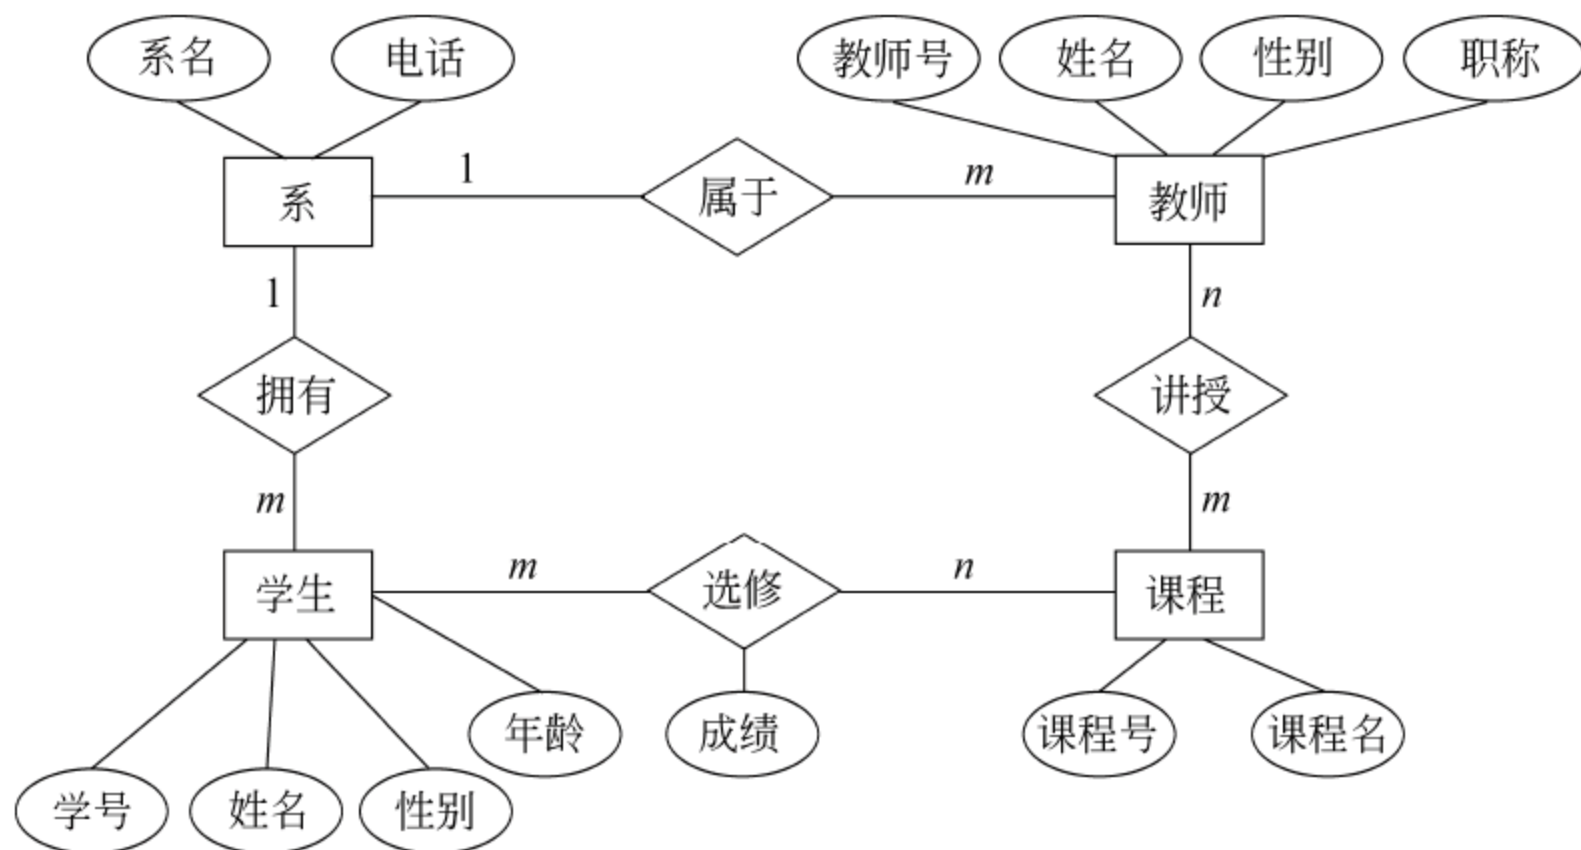 系名
电话
教师号
姓名
性别
职称
系
1
属于
m
教师
1
n
拥有
讲授
m
m
学生
m
选修
n
课程
年龄
成绩
课程号
课程名
学号
姓名
性别